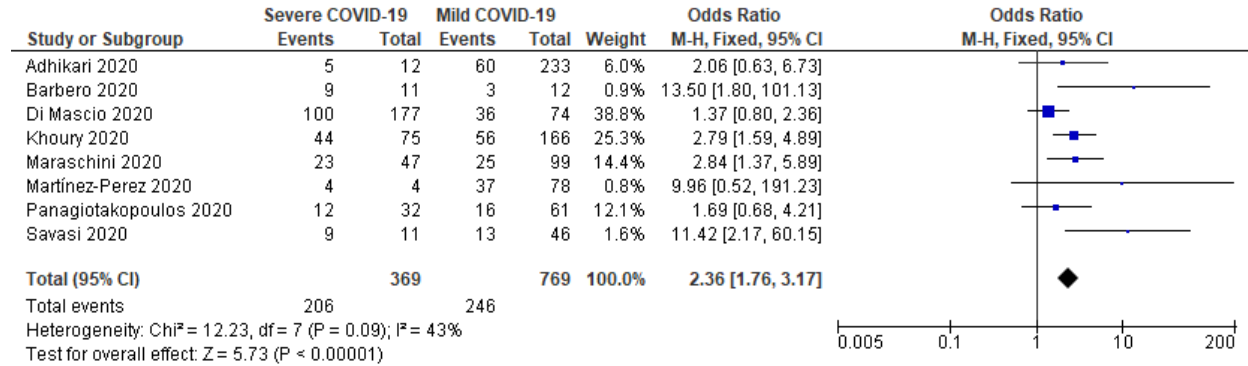 Severe COVID-19 Mild COVID-19 Odds Ratio Odds Ratio
Study or Subgroup Events Total Events Total Weight M-H, Fixed, 95% CI M-H, Fixed, 95% CI
Adhikari 2020 5 12 60 233 6.0% 2.06 [0.63, 6.73]
Barbero 2020 9 11 3 12 0.9% 13.50 [1.80, 101.13]
Di Mascio 2020 100 177 36 74 38.8% 1.37 [0.80, 2.36]
Khoury 2020 44 75 56 166 25.3% 2.79 [1.59, 4.89]
Maraschini 2020 23 47 25 99 14.4% 2.84 [1.37, 5.89]
Martínez-Perez 2020 4 4 37 78 0.8% 9.96 [0.52, 191.23]
Panagiotakopoulos 2020 12 32 16 61 12.1% 1.69 [0.68, 4.21]
Savasi 2020 9 11 13 46 1.6% 11.42 [2.17, 60.15]
Total (95% CI) 369 769 100.0% 2.36 [1.76, 3.17]
Total events 206 246
Heterogeneity: Chi² = 12.23, df = 7 (P = 0.09); I² = 43%
Test for overall effect: Z = 5.73 (P < 0.00001)
0.005 0.1 1 10 200